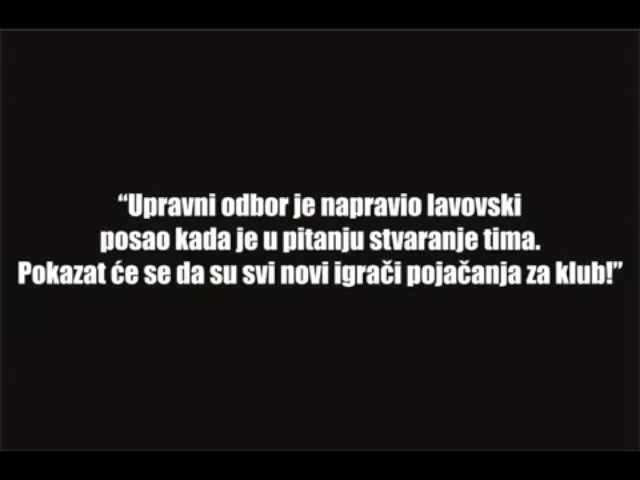 “Upravni odbor je napravio lavovski
posao kada je u pitanju stvaranje tima.
Pokazat će se da su svi novi igrači pojačanja za klub!”